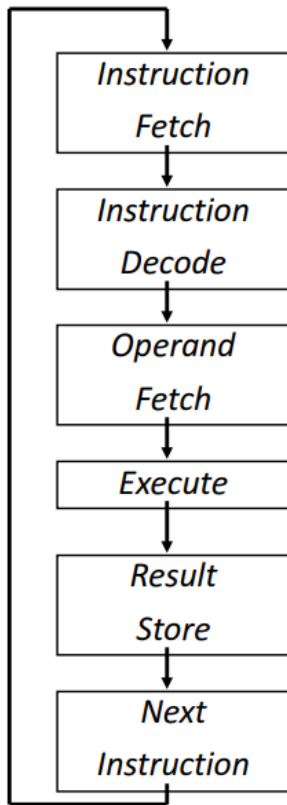 Instruction
Fetch
Instruction
Decode
Operand
Fetch
Execute
Result
Store
Next
Instruction